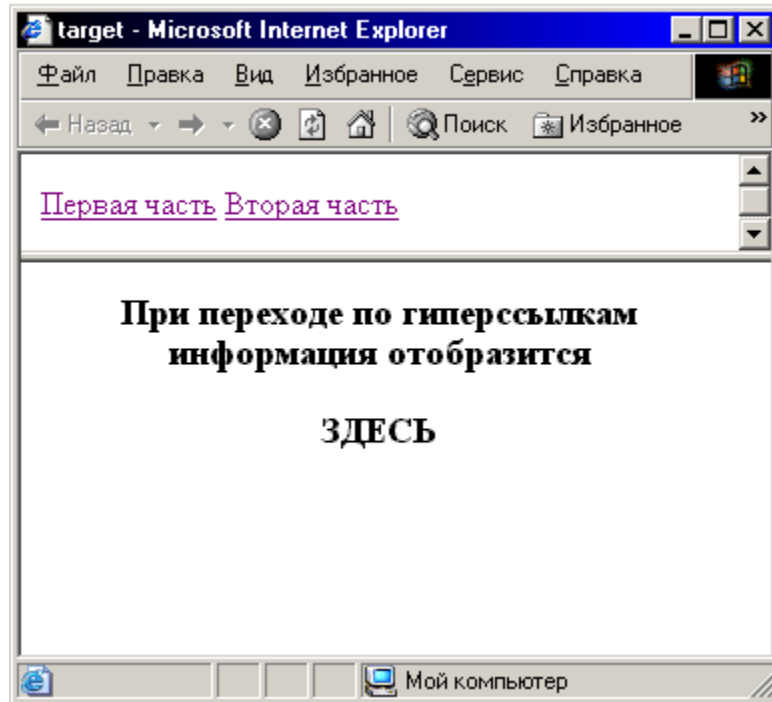 target - Microsoft Internet Explorer
Файл Правка Вид Избранное Сервис Справка
Назад Поиск Избранное »
Первая часть Вторая часть
При переходе по гиперссылкам
информация отобразится
ЗДЕСЬ
Мой компьютер